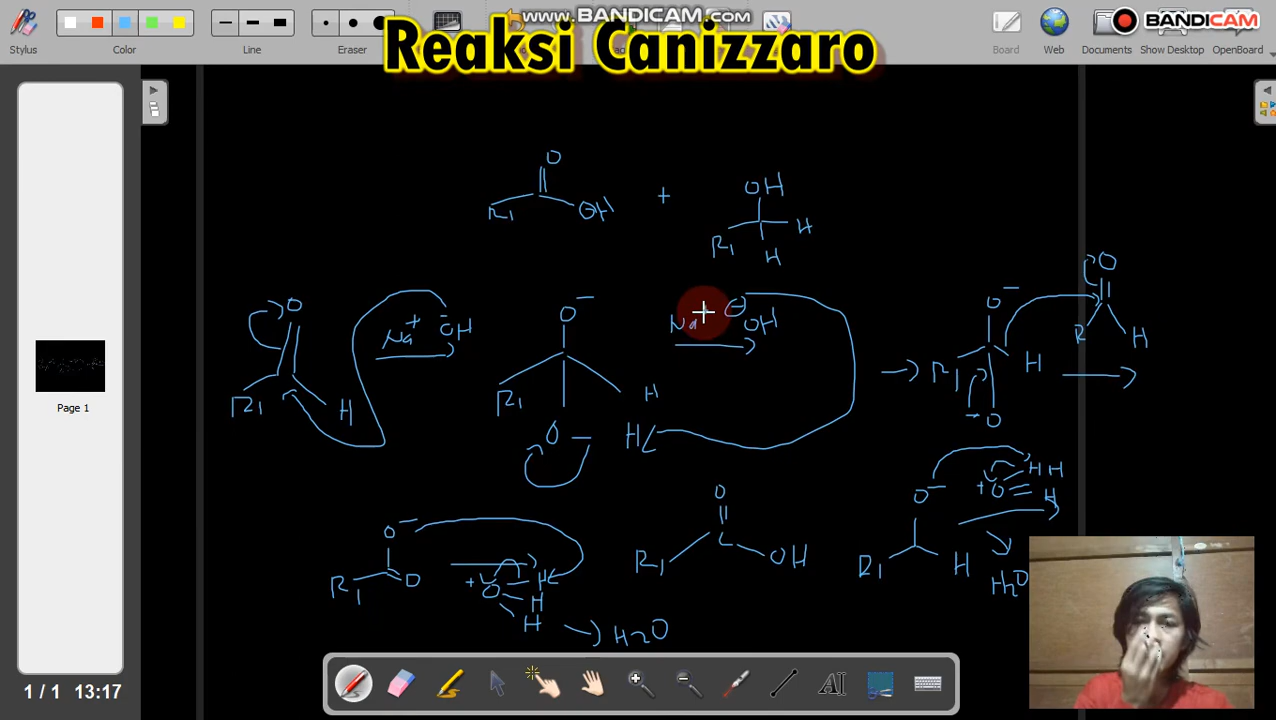 www.BANDICAM.com
BANDICAM
Stylus
Color
Line
Eraser
Board
Web
Documents
Show Desktop
OpenBoard
Reaksi Canizzaro
O
R1
OH
+
OH
R1
H
H
O
R1
H
Na+
-OH
O-
R1
H
O-
H
Na
OH
O-
R1
H
-O
O
R
H
O-
R1
O
+O
H
H
H
H2O
O
R1
C
OH
O-
R1
H
+O
H
H
H
H2O
Page 1
1 / 1
13:17